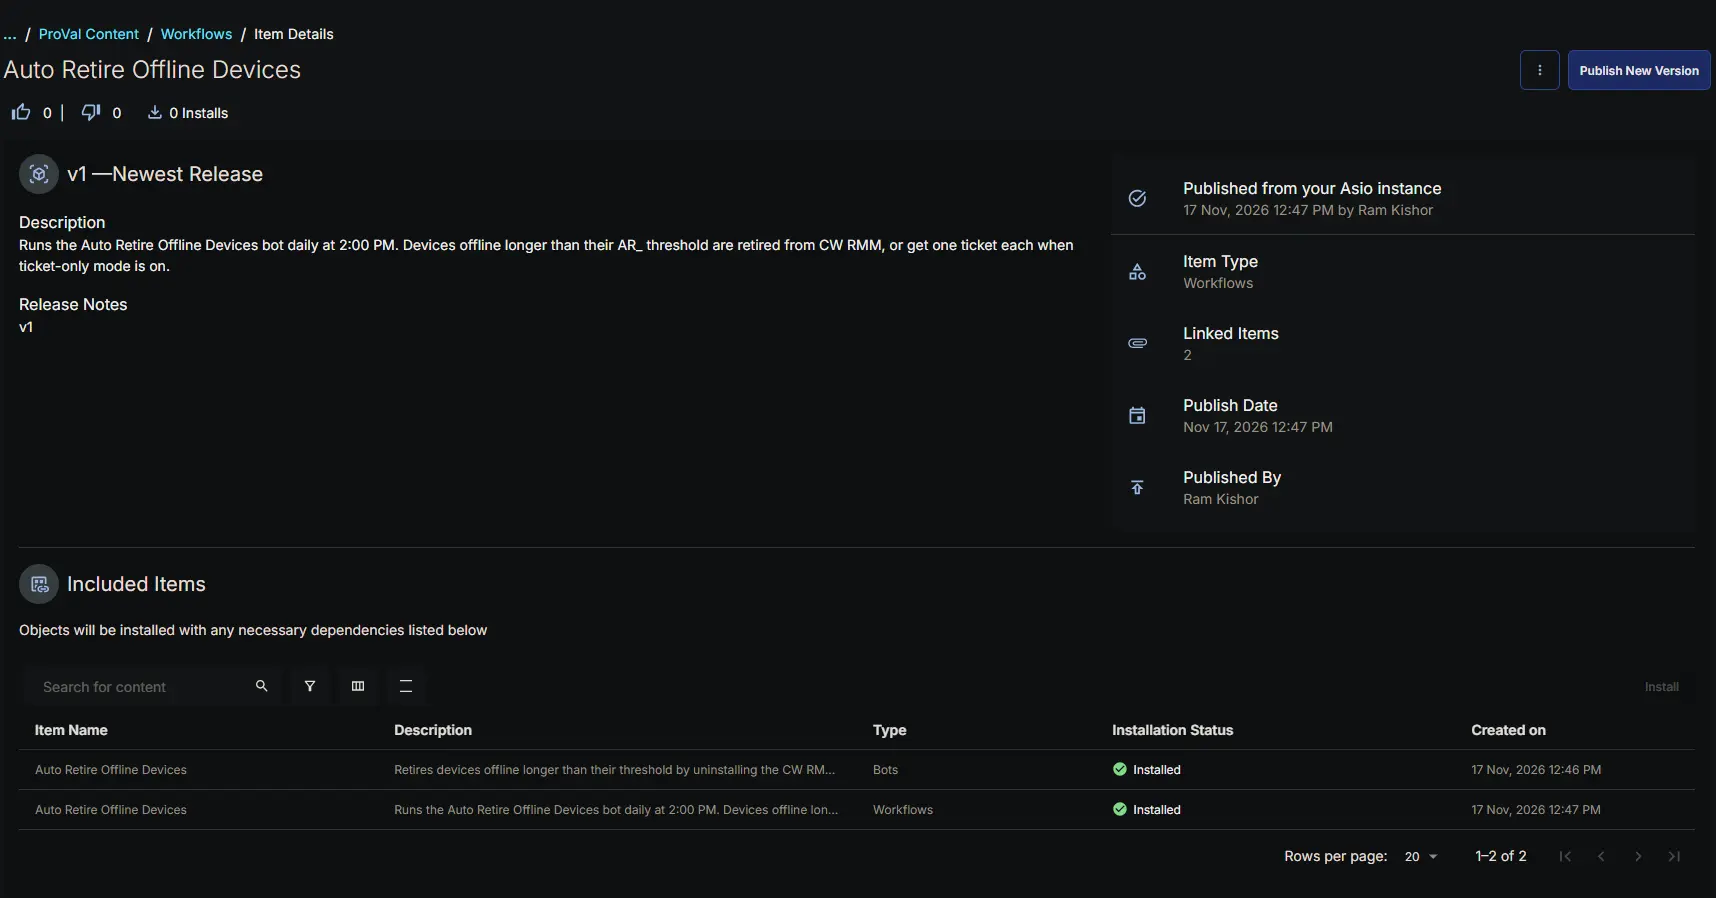 ... / ProVal Content / Workflows / Item Details
Auto Retire Offline Devices
Publish New Version
0 | 0 0 Installs
v1 —Newest Release
Description
Runs the Auto Retire Offline Devices bot daily at 2:00 PM. Devices offline longer than their AR_ threshold are retired from CW RMM, or get one ticket each when
ticket-only mode is on.
Release Notes
v1
Published from your Asio instance
17 Nov, 2026 12:47 PM by Ram Kishor
Item Type
Workflows
Linked Items
2
Publish Date
Nov 17, 2026 12:47 PM
Published By
Ram Kishor
Included Items
Objects will be installed with any necessary dependencies listed below
Search for content
Install
Item Name Description Type Installation Status Created on
Auto Retire Offline Devices Retires devices offline longer than their threshold by uninstalling the CW RM... Bots Installed 17 Nov, 2026 12:46 PM
Auto Retire Offline Devices Runs the Auto Retire Offline Devices bot daily at 2:00 PM. Devices offline lon... Workflows Installed 17 Nov, 2026 12:47 PM
Rows per page: 20 1–2 of 2